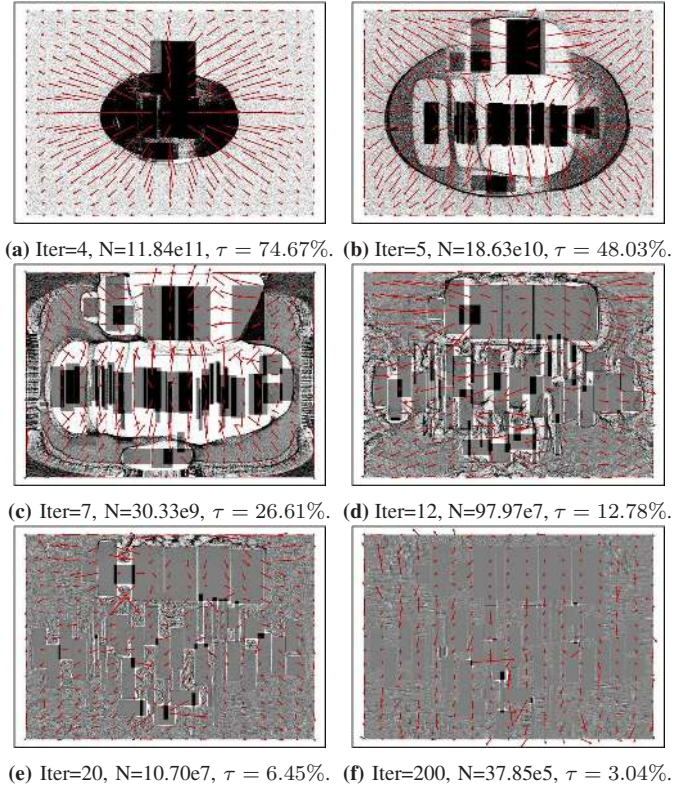 (a) Iter=4, N=11.84e11, τ = 74.67%. (b) Iter=5, N=18.63e10, τ = 48.03%.
(c) Iter=7, N=30.33e9, τ = 26.61%. (d) Iter=12, N=97.97e7, τ = 12.78%.
(e) Iter=20, N=10.70e7, τ = 6.45%. (f) Iter=200, N=37.85e5, τ = 3.04%.